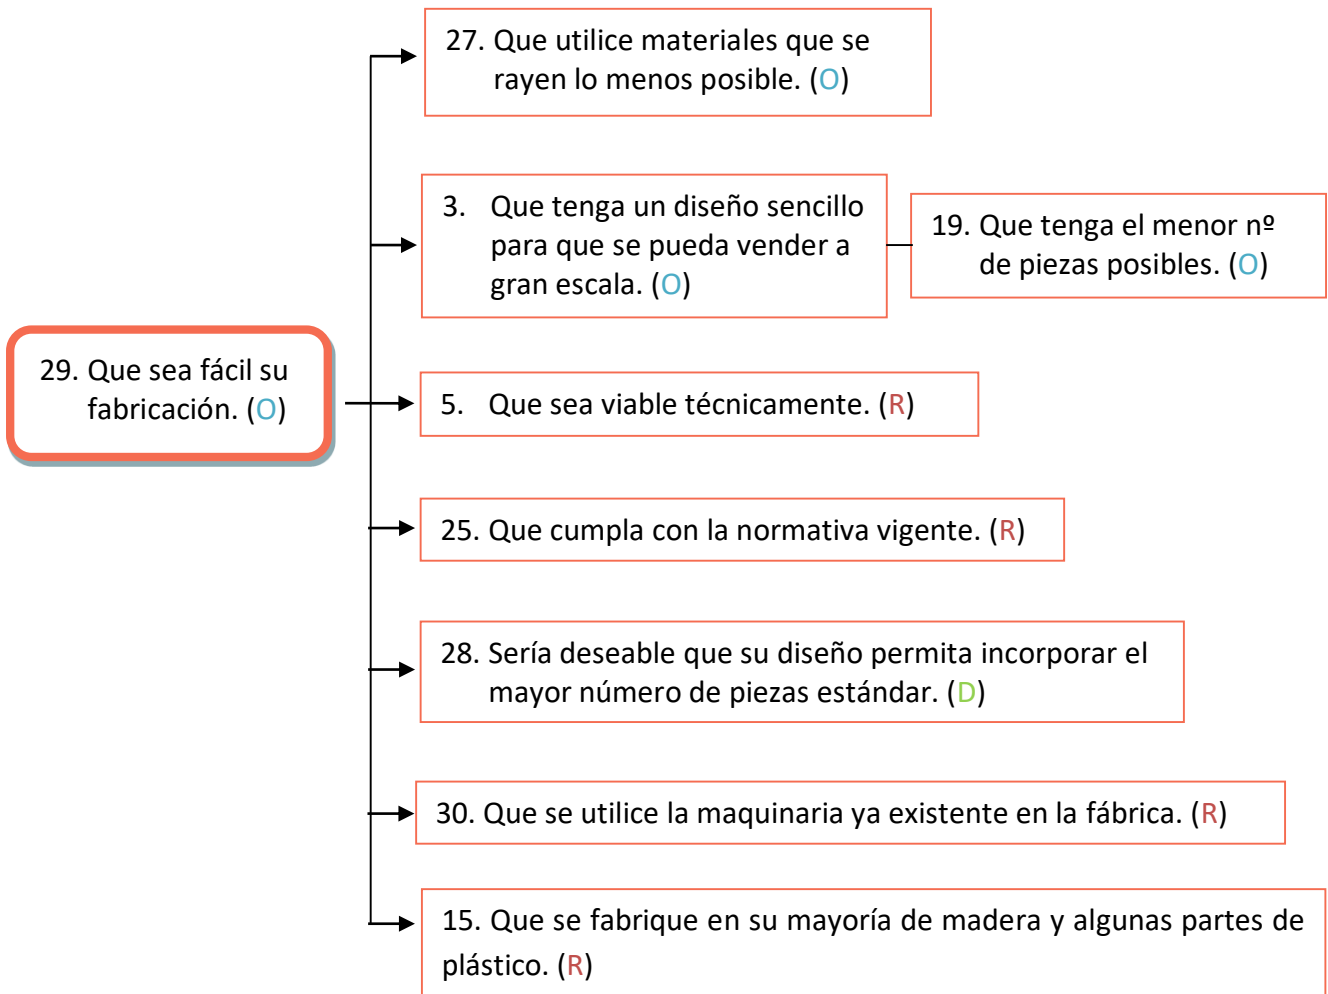 27. Que utilice materiales que se
rayen lo menos posible. (O)
3. Que tenga un diseño sencillo
para que se pueda vender a
gran escala. (O)
19. Que tenga el menor nº
de piezas posibles. (O)
29. Que sea fácil su
fabricación. (O)
5. Que sea viable técnicamente. (R)
25. Que cumpla con la normativa vigente. (R)
28. Sería deseable que su diseño permita incorporar el
mayor número de piezas estándar. (D)
30. Que se utilice la maquinaria ya existente en la fábrica. (R)
15. Que se fabrique en su mayoría de madera y algunas partes de
plástico. (R)